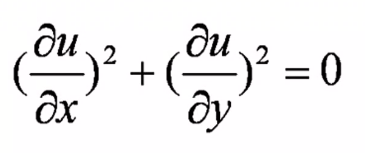 (∂u/∂x)² + (∂u/∂y)² = 0